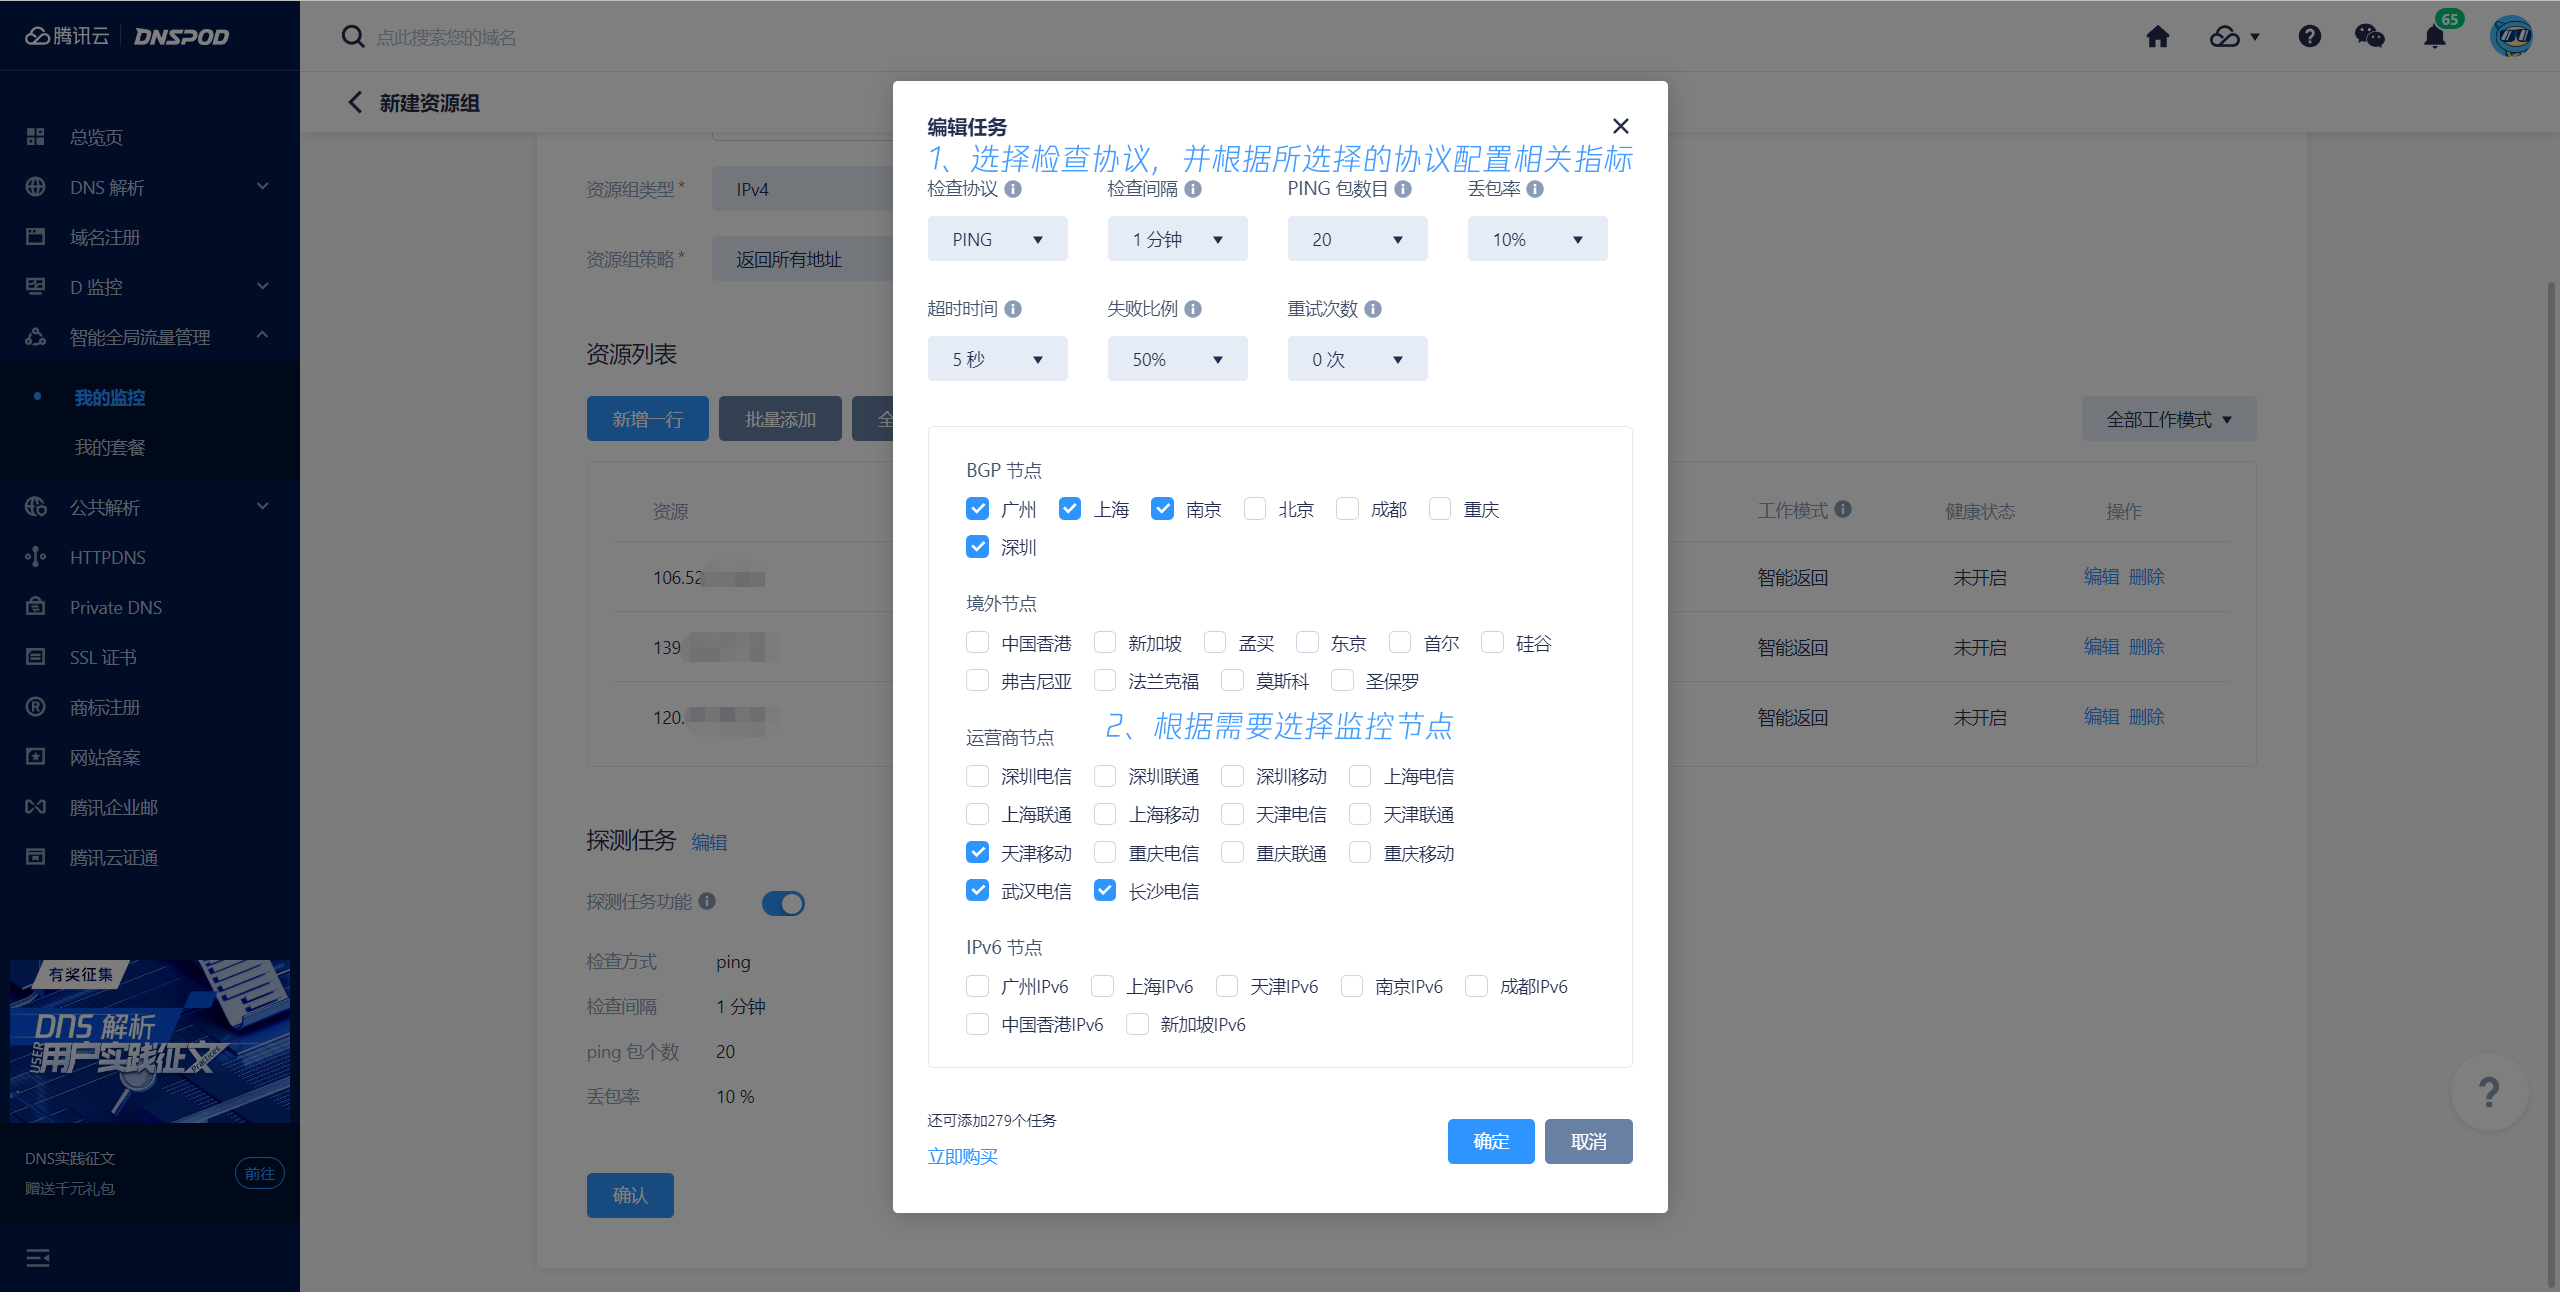 腾讯云 DNSPOD
点此搜索您的域名
65
新建资源组
总览页
DNS 解析
域名注册
D 监控
智能全局流量管理
我的监控
我的套餐
公共解析
HTTPDNS
Private DNS
SSL 证书
商标注册
网站备案
腾讯企业邮
腾讯云证通
有奖征集
DNS 解析
用户实践征文
USER
Practices
DNS实践征文
赠送千元礼包
前往
资源组类型 *
IPv4
资源组策略 *
返回所有地址
资源列表
新增一行
批量添加
全
全部工作模式
资源
工作模式
健康状态
操作
106.52
智能返回
未开启
编辑 删除
139
智能返回
未开启
编辑 删除
120.
智能返回
未开启
编辑 删除
探测任务 编辑
探测任务功能
检查方式 ping
检查间隔 1 分钟
ping 包个数 20
丢包率 10 %
确认
编辑任务
1、选择检查协议，并根据所选择的协议配置相关指标
检查协议 检查间隔 PING 包数目 丢包率
PING 1 分钟 20 10%
超时时间 失败比例 重试次数
5 秒 50% 0 次
BGP 节点
广州 上海 南京 北京 成都 重庆
深圳
境外节点
中国香港 新加坡 孟买 东京 首尔 硅谷
弗吉尼亚 法兰克福 莫斯科 圣保罗
2、根据需要选择监控节点
运营商节点
深圳电信 深圳联通 深圳移动 上海电信
上海联通 上海移动 天津电信 天津联通
天津移动 重庆电信 重庆联通 重庆移动
武汉电信 长沙电信
IPv6 节点
广州IPv6 上海IPv6 天津IPv6 南京IPv6 成都IPv6
中国香港IPv6 新加坡IPv6
还可添加279个任务
立即购买
确定 取消